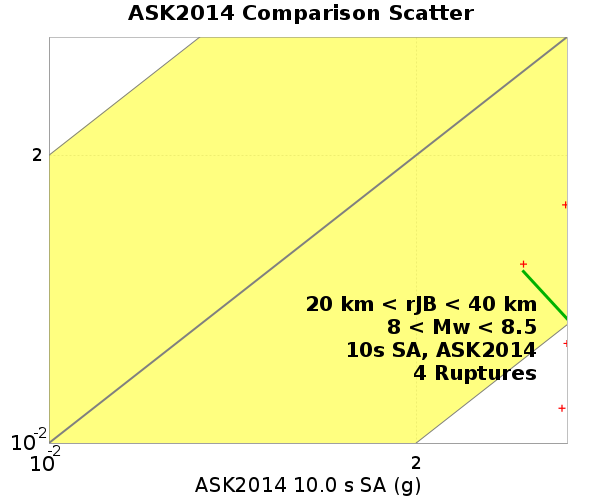 ASK2014 Comparison Scatter
2
20 km < rJB < 40 km
8 < Mw < 8.5
10s SA, ASK2014
4 Ruptures
10-2
10-2
2
ASK2014 10.0 s SA (g)